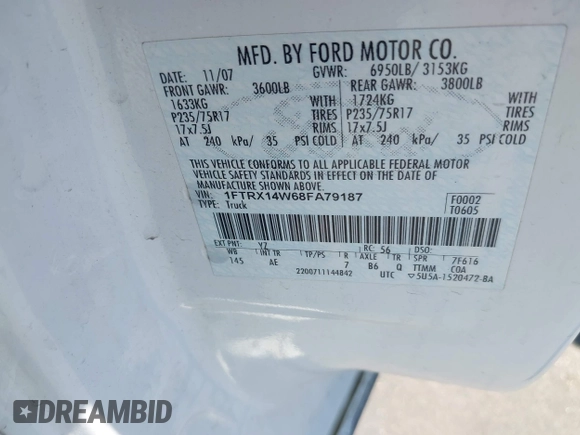 MFD. BY FORD MOTOR CO.
DATE: 11/07 GVWR: 6950LB/ 3153KG
FRONT GAWR: 3600LB REAR GAWR: 3800LB
1633KG WITH 1724KG WITH
P235/75R17 TIRES P235/75R17 TIRES
17x7.5J RIMS 17x7.5J RIMS
AT 240 kPa/ 35 PSI COLD AT 240 kPa/ 35 PSI COLD
THIS VEHICLE CONFORMS TO ALL APPLICABLE FEDERAL MOTOR
VEHICLE SAFETY STANDARDS IN EFFECT ON THE DATE OF
MANUFACTURE SHOWN ABOVE.
VIN: 1FTRX14W68FA79187 F0002
TYPE: Truck T0605
EXT PNT: YZ RC: 56 DSO:
WB INT TR TP/PS R AXLE TR SPR 7F616
145 AE 7 B6 Q TTMM COA
2200711144842 UTC ▽5U5A-1520472-BA
DREAMBID